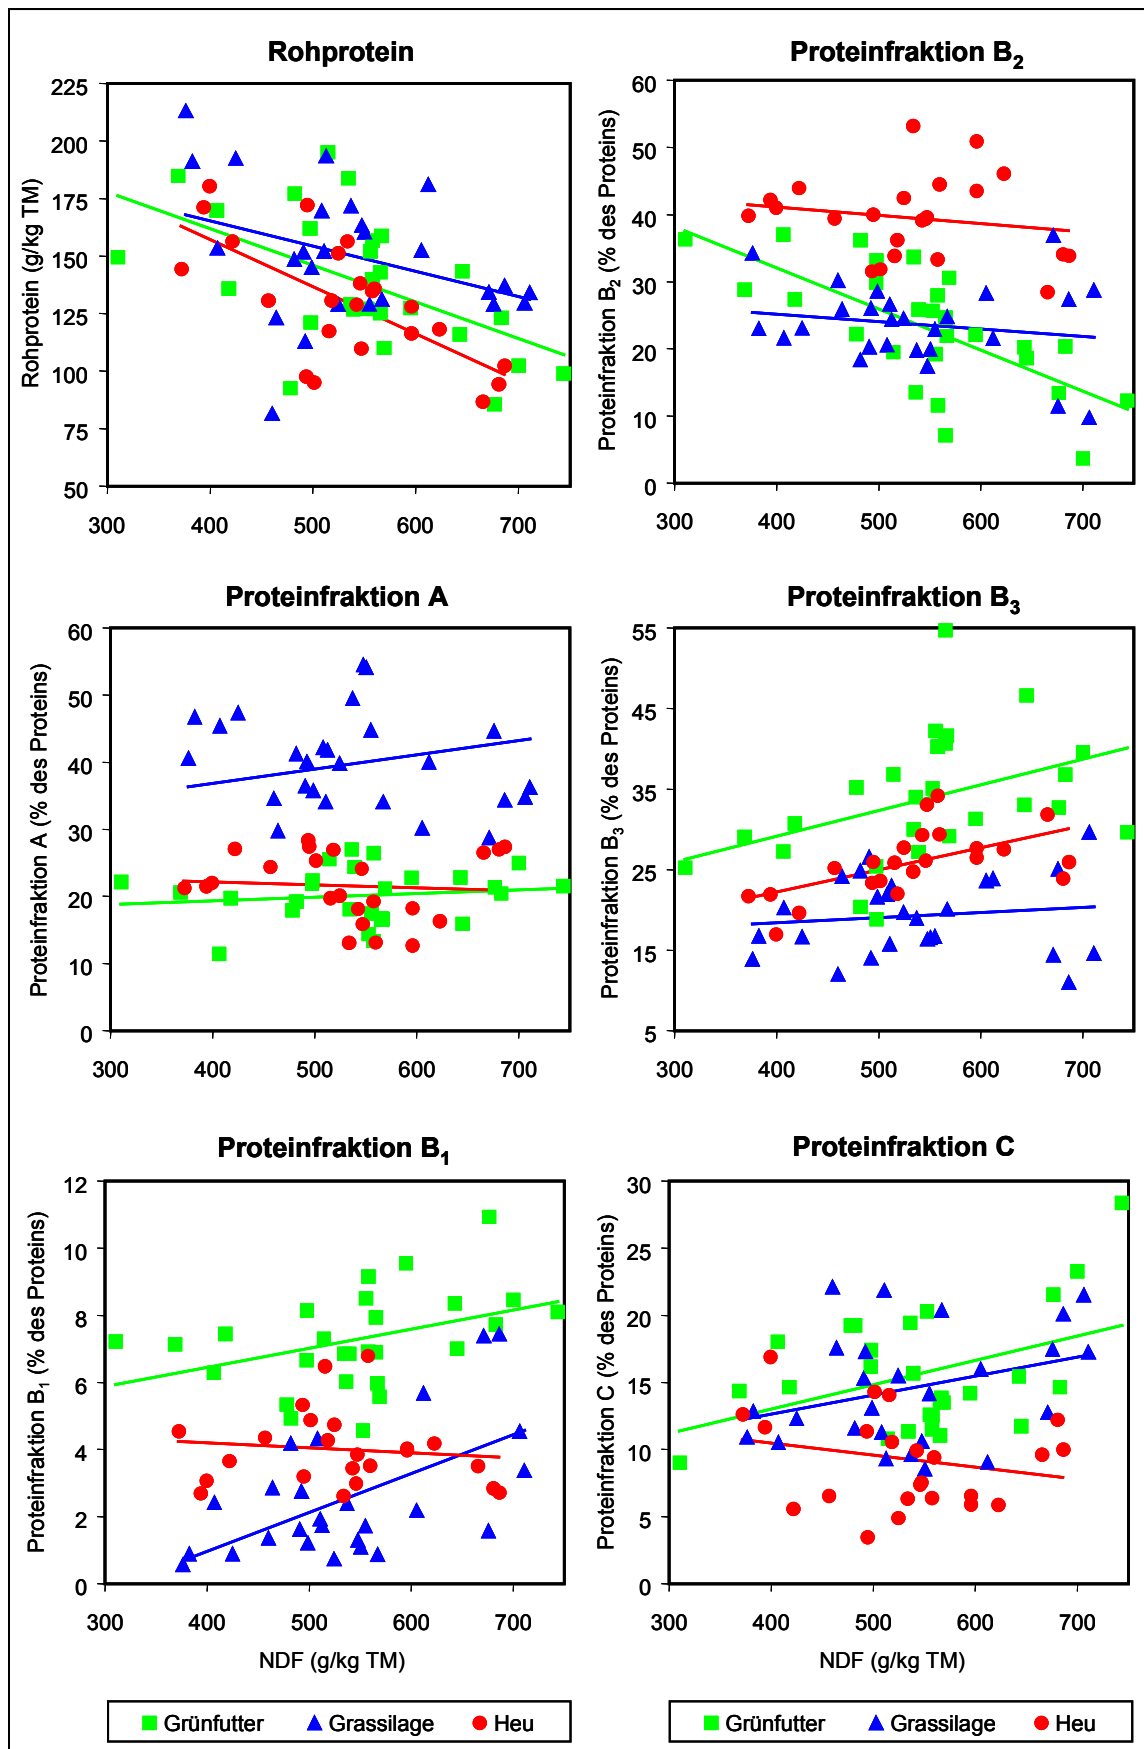 Rohprotein
Rohprotein (g/kg TM)
225
200
175
150
125
100
75
50
300 400 500 600 700
Proteinfraktion B2
Proteinfraktion B2 (% des Proteins)
60
50
40
30
20
10
0
300 400 500 600 700
Proteinfraktion A
Proteinfraktion A (% des Proteins)
60
50
40
30
20
10
0
300 400 500 600 700
Proteinfraktion B3
Proteinfraktion B3 (% des Proteins)
55
45
35
25
15
5
300 400 500 600 700
Proteinfraktion B1
Proteinfraktion B1 (% des Proteins)
12
10
8
6
4
2
0
300 400 500 600 700
NDF (g/kg TM)
Proteinfraktion C
Proteinfraktion C (% des Proteins)
30
25
20
15
10
5
0
300 400 500 600 700
NDF (g/kg TM)
Grünfutter Grassilage Heu
Grünfutter Grassilage Heu